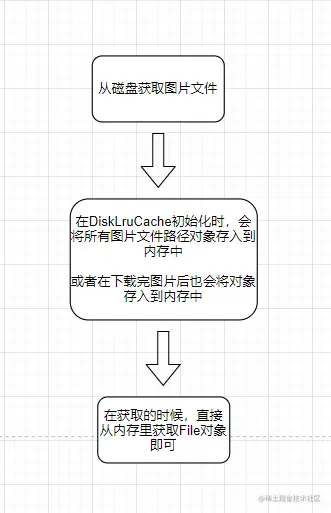 从磁盘获取图片文件
在DiskLruCache初始化时，会
将所有图片文件路径对象存入到
内存中
或者在下载完图片后也会将对象
存入到内存中
在获取的时候，直接
从内存里获取File对象
即可
@稀土掘金技术社区